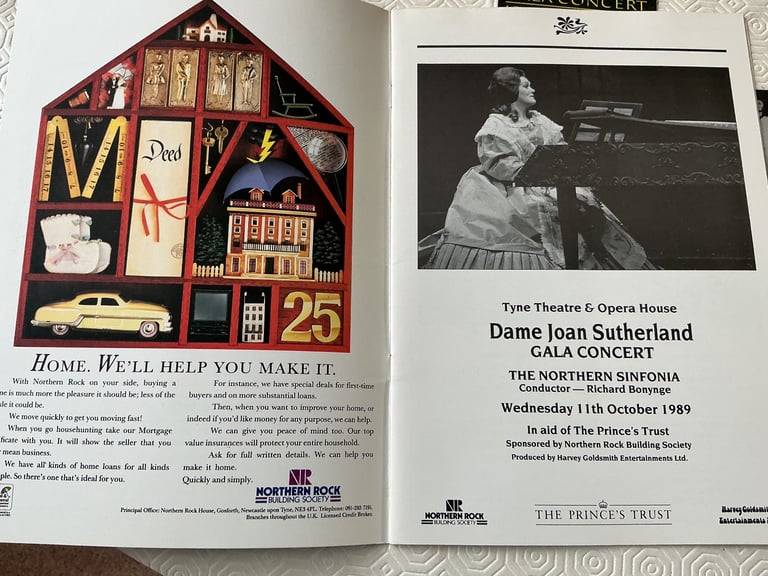 LA CONCERT
Deed
25
HOME. WE'LL HELP YOU MAKE IT.
With Northern Rock on your side, buying a
me is much more the pleasure it should be; less of the
sle it could be.
We move quickly to get you moving fast!
When you go househunting take our Mortgage
ficate with you. It will show the seller that you
mean business.
We have all kinds of home loans for all kinds
ple. So there's one that's ideal for you.
For instance, we have special deals for first-time
buyers and on more substantial loans.
Then, when you want to improve your home, or
indeed if you'd like money for any purpose, we can help.
We can give you peace of mind too. Our top
value insurances will protect your entire household.
Ask for full written details. We can help you
make it home.
Quickly and simply.
NR
NORTHERN ROCK
BUILDING SOCIETY
Principal Office: Northern Rock House, Gosforth, Newcastle upon Tyne, NE3 4PL. Telephone: 091-285 7191.
Branches throughout the U.K. Licensed Credit Broker.
Tyne Theatre & Opera House
Dame Joan Sutherland
GALA CONCERT
THE NORTHERN SINFONIA
Conductor — Richard Bonynge
Wednesday 11th October 1989
In aid of The Prince's Trust
Sponsored by Northern Rock Building Society
Produced by Harvey Goldsmith Entertainments Ltd.
NR
NORTHERN ROCK
BUILDING SOCIETY
THE PRINCE'S TRUST
Harvey Goldsmi
Entertainments